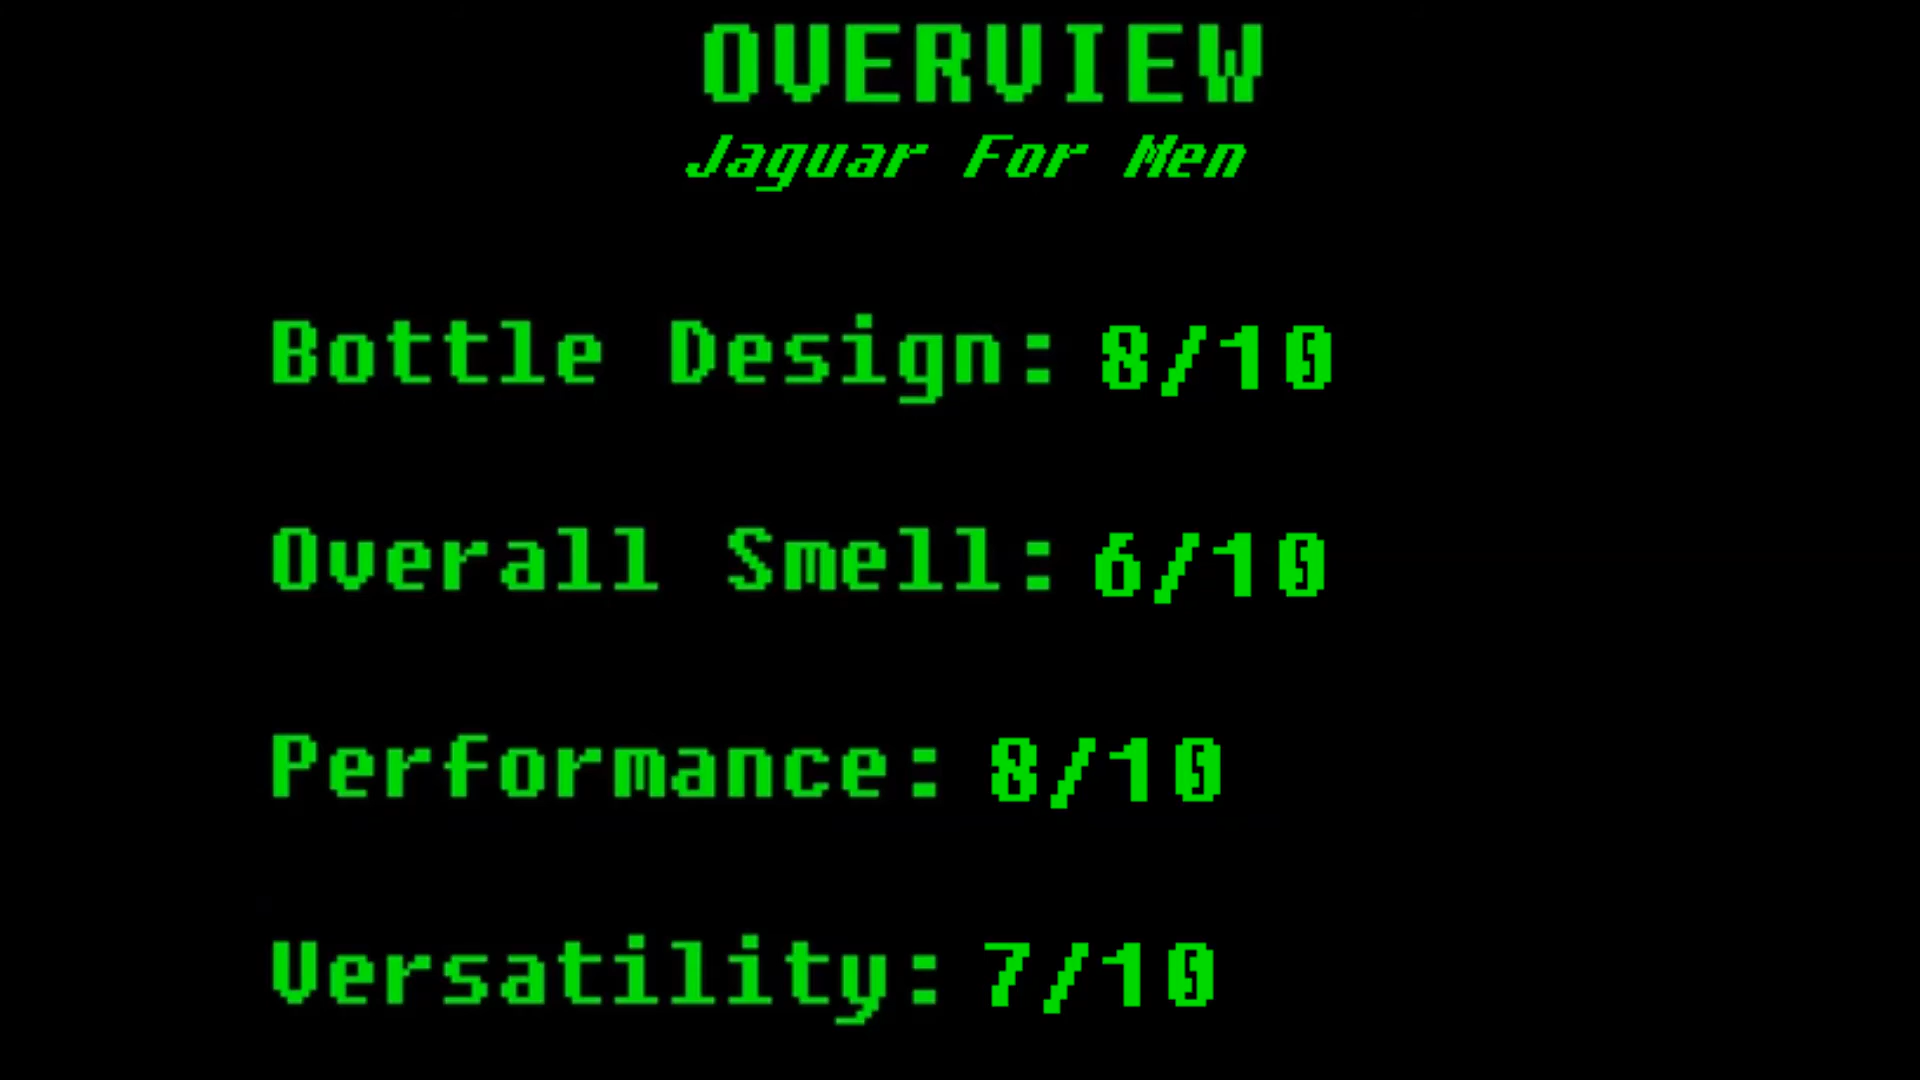 OVERVIEW
Jaguar For Men
Bottle Design: 8/10
Overall Smell: 6/10
Performance: 8/10
Versatility: 7/10